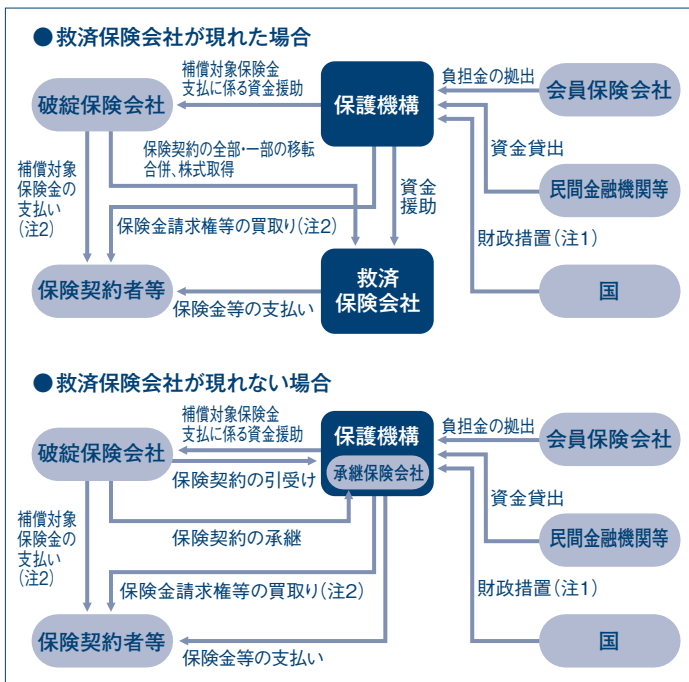 ●救済保険会社が現れた場合
補償対象保険金
支払に係る資金援助
負担金の拠出
破綻保険会社
保護機構
会員保険会社
資金貸出
補償対象
保険金の
支払い
(注2)
保険契約の全部・一部の移転
合併、株式取得
資金
援助
民間金融機関等
保険金請求権等の買取り(注2)
財政措置(注1)
保険契約者等
保険金等の支払い
救済
保険会社
国
●救済保険会社が現れない場合
補償対象保険金
支払に係る資金援助
負担金の拠出
破綻保険会社
保護機構
承継保険会社
会員保険会社
保険契約の引受け
資金貸出
補償対象
保険金の
支払い
(注2)
保険契約の承継
民間金融機関等
保険金請求権等の買取り(注2)
財政措置(注1)
保険契約者等
保険金等の支払い
国